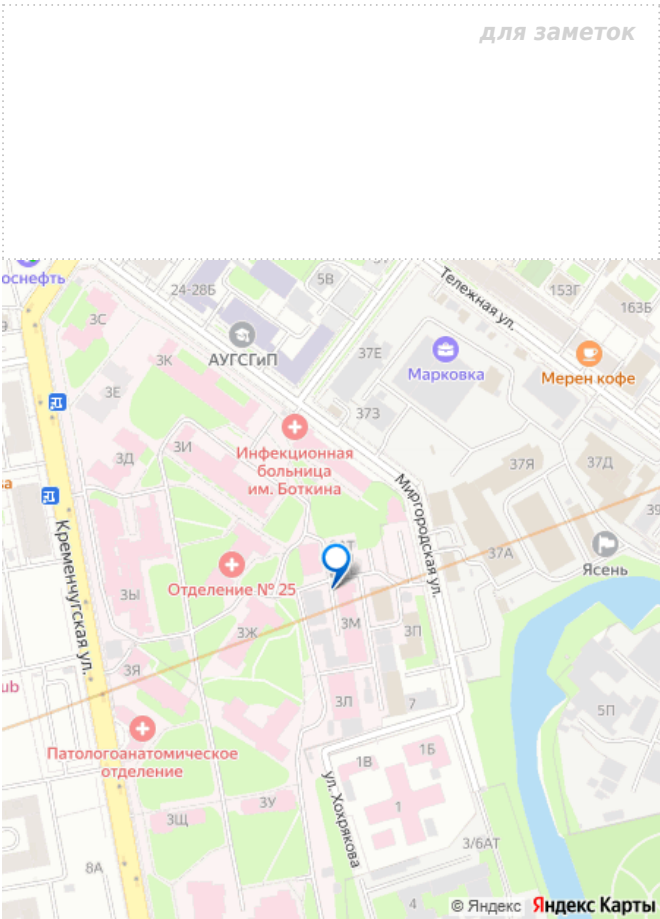 для заметок
оснефть
24-28Б
5В
Тележная ул.
153Г
163Б
3С
АУГСГиП
3К
37Е
Марковка
Мерен кофе
3Е
373
3И
3Д
Инфекционная
больница
им. Боткина
37Я
37Д
ва
Миргородская ул.
39
Кременчугская ул.
37А
Ясень
Отделение № 25
3Ы
3М
3Ж
3П
3Я
ub
3Л
7
5П
Патологоанатомическое
отделение
1В
1Б
ул. Хохрякова
3У
1
3Щ
3/6АТ
8А
4
© Яндекс Яндекс Карты